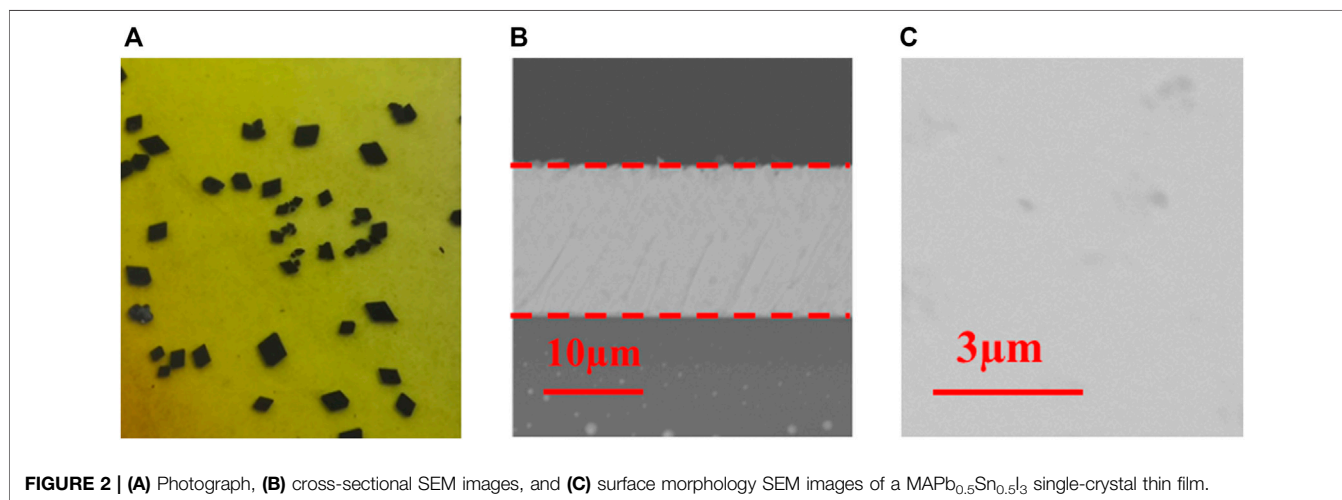 A
B
C
10μm
3μm
FIGURE 2 | (A) Photograph, (B) cross-sectional SEM images, and (C) surface morphology SEM images of a MAPb₀.₅Sn₀.₅I₃ single-crystal thin film.